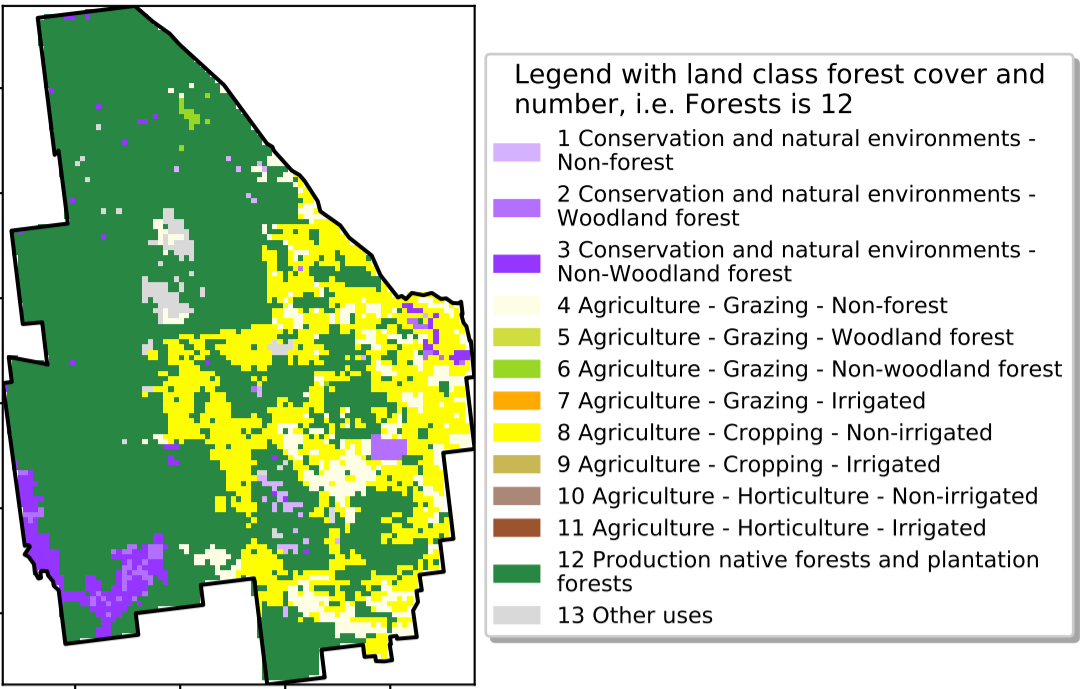 Legend with land class forest cover and
number, i.e. Forests is 12
1 Conservation and natural environments -
Non-forest
2 Conservation and natural environments -
Woodland forest
3 Conservation and natural environments -
Non-Woodland forest
4 Agriculture - Grazing - Non-forest
5 Agriculture - Grazing - Woodland forest
6 Agriculture - Grazing - Non-woodland forest
7 Agriculture - Grazing - Irrigated
8 Agriculture - Cropping - Non-irrigated
9 Agriculture - Cropping - Irrigated
10 Agriculture - Horticulture - Non-irrigated
11 Agriculture - Horticulture - Irrigated
12 Production native forests and plantation
forests
13 Other uses